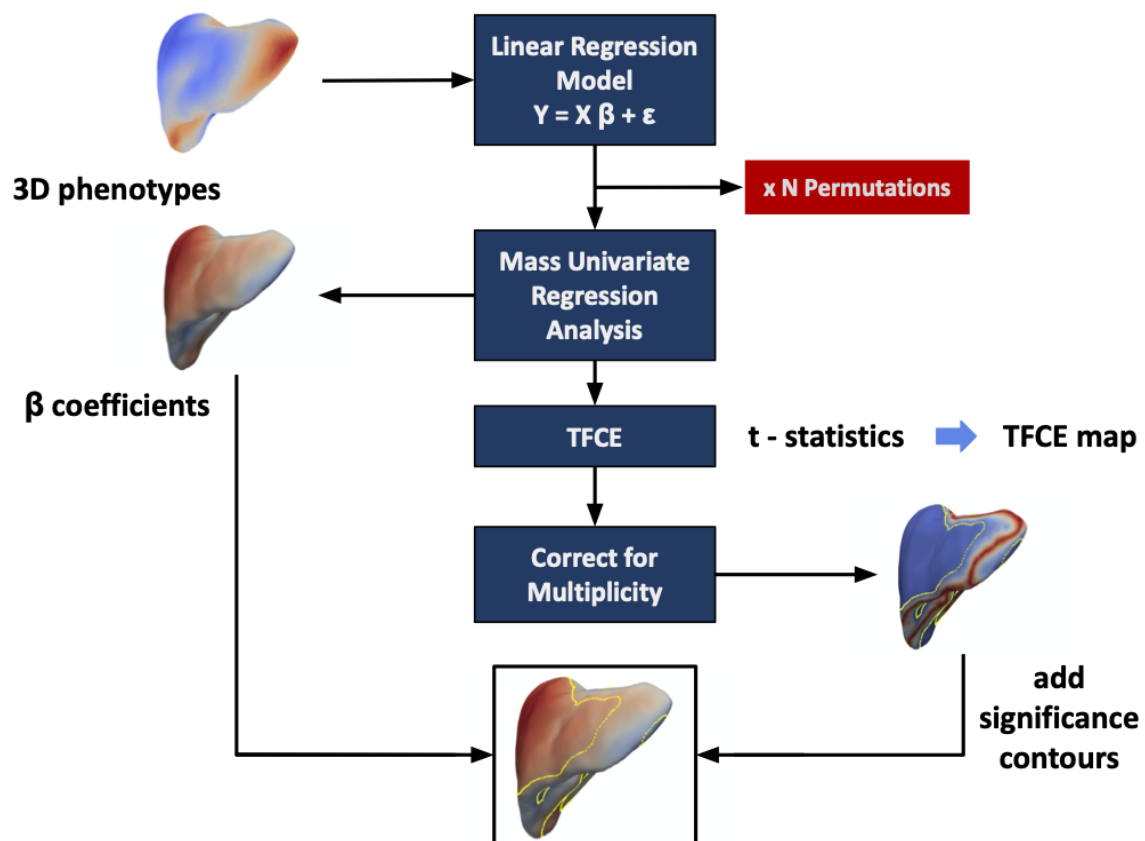 Linear Regression
Model
Y = X β + ε
3D phenotypes
x N Permutations
Mass Univariate
Regression
Analysis
β coefficients
TFCE
t - statistics
TFCE map
Correct for
Multiplicity
add
significance
contours